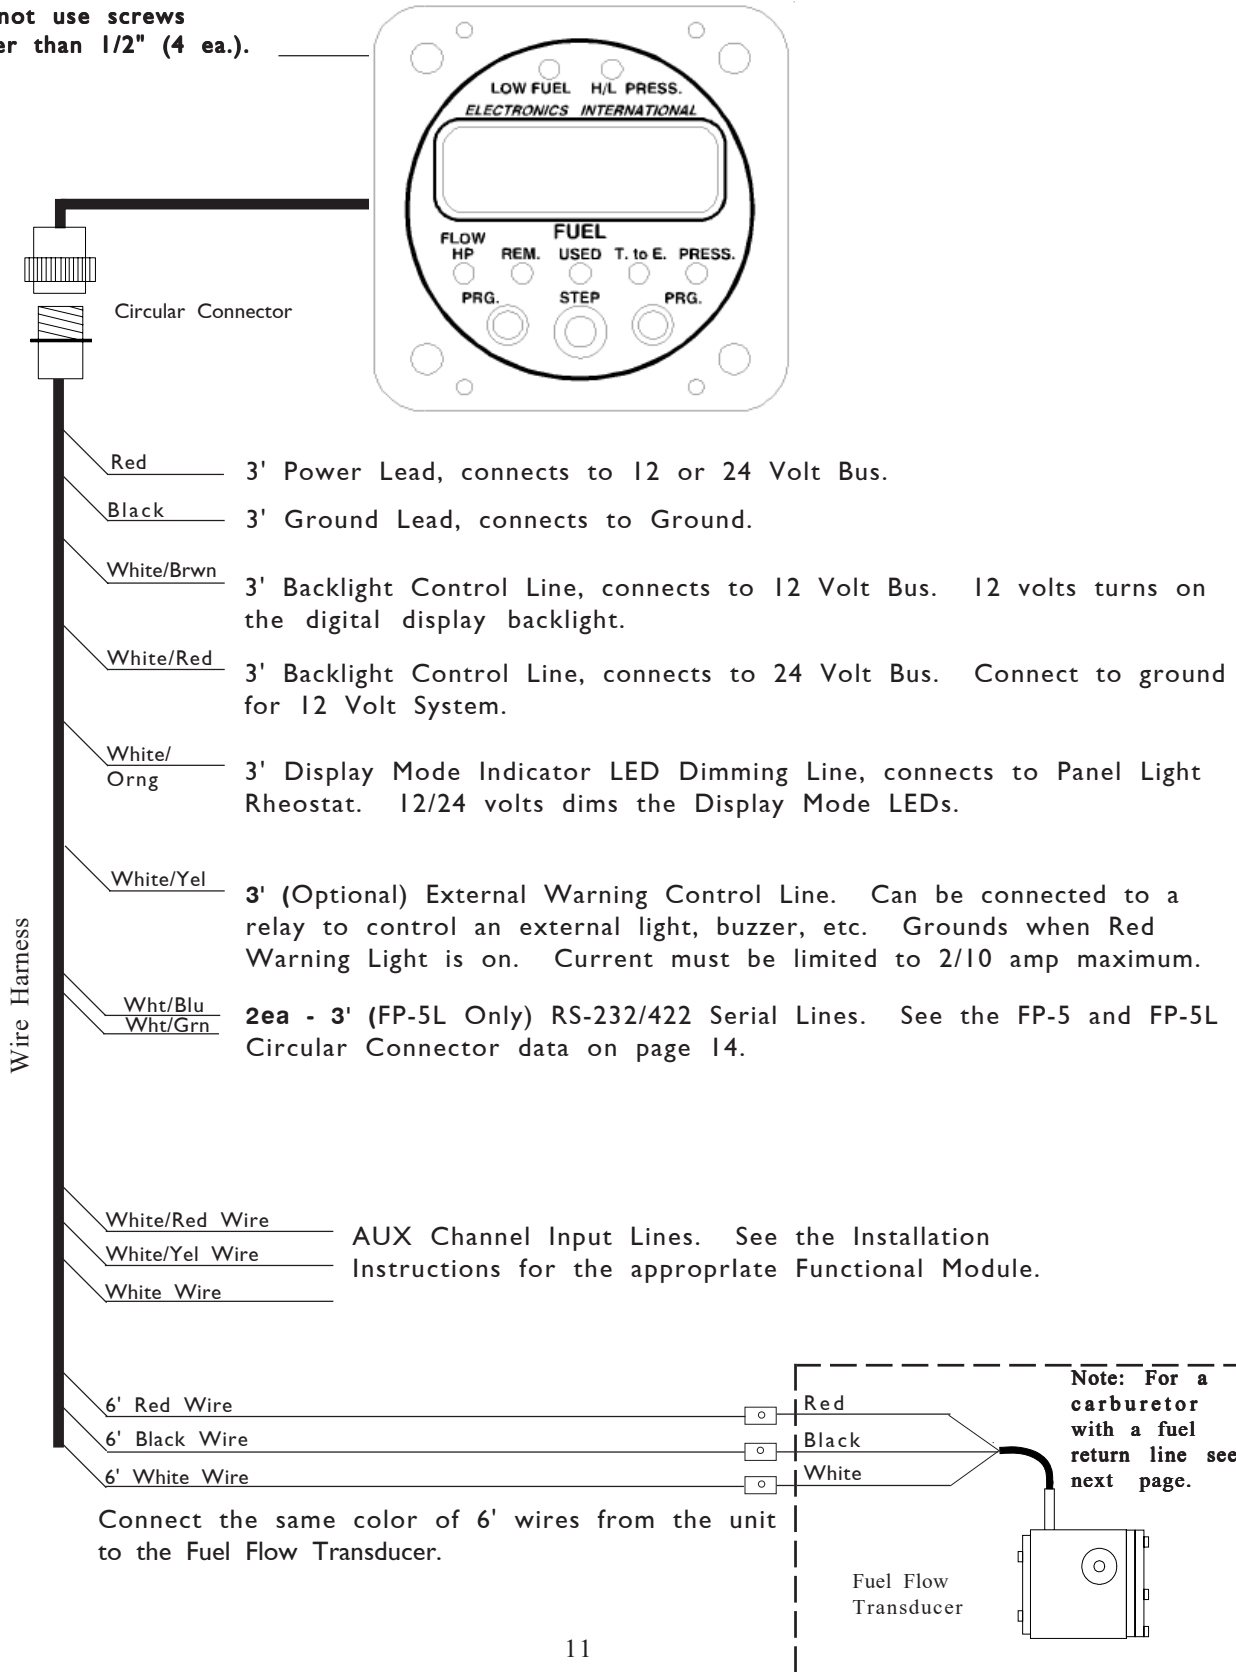 not use screws
er than 1/2" (4 ea.).
LOW FUEL H/L PRESS.
ELECTRONICS INTERNATIONAL
FUEL
FLOW
HP REM. USED T. to E. PRESS.
PRG. STEP PRG.
Circular Connector
Red
3' Power Lead, connects to 12 or 24 Volt Bus.
Black
3' Ground Lead, connects to Ground.
White/Brwn
3' Backlight Control Line, connects to 12 Volt Bus. 12 volts turns on
the digital display backlight.
White/Red
3' Backlight Control Line, connects to 24 Volt Bus. Connect to ground
for 12 Volt System.
White/
Orng
3' Display Mode Indicator LED Dimming Line, connects to Panel Light
Rheostat. 12/24 volts dims the Display Mode LEDs.
White/Yel
3' (Optional) External Warning Control Line. Can be connected to a
relay to control an external light, buzzer, etc. Grounds when Red
Warning Light is on. Current must be limited to 2/10 amp maximum.
Wire Harness
Wht/Blu
Wht/Grn
2ea - 3' (FP-5L Only) RS-232/422 Serial Lines. See the FP-5 and FP-5L
Circular Connector data on page 14.
White/Red Wire
White/Yel Wire
White Wire
AUX Channel Input Lines. See the Installation
Instructions for the approprlate Functional Module.
6' Red Wire
6' Black Wire
6' White Wire
Red
Black
White
Note: For a
carburetor
with a fuel
return line see
next page.
Connect the same color of 6' wires from the unit
to the Fuel Flow Transducer.
Fuel Flow
Transducer
11